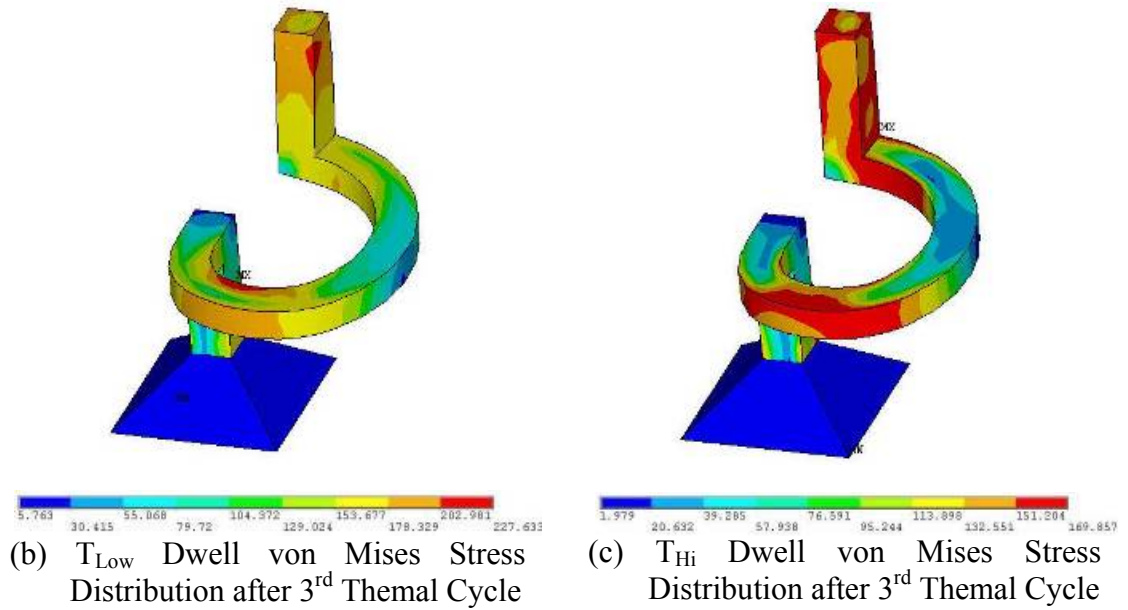 MX
MX
MN
5.763 55.068 104.372 153.677 202.981
30.415 79.72 129.024 178.329 227.633
1.979 39.285 76.591 113.898 151.204
20.632 57.938 95.244 132.551 169.857
(b) T_Low Dwell von Mises Stress
Distribution after 3rd Themal Cycle
(c) T_Hi Dwell von Mises Stress
Distribution after 3rd Themal Cycle